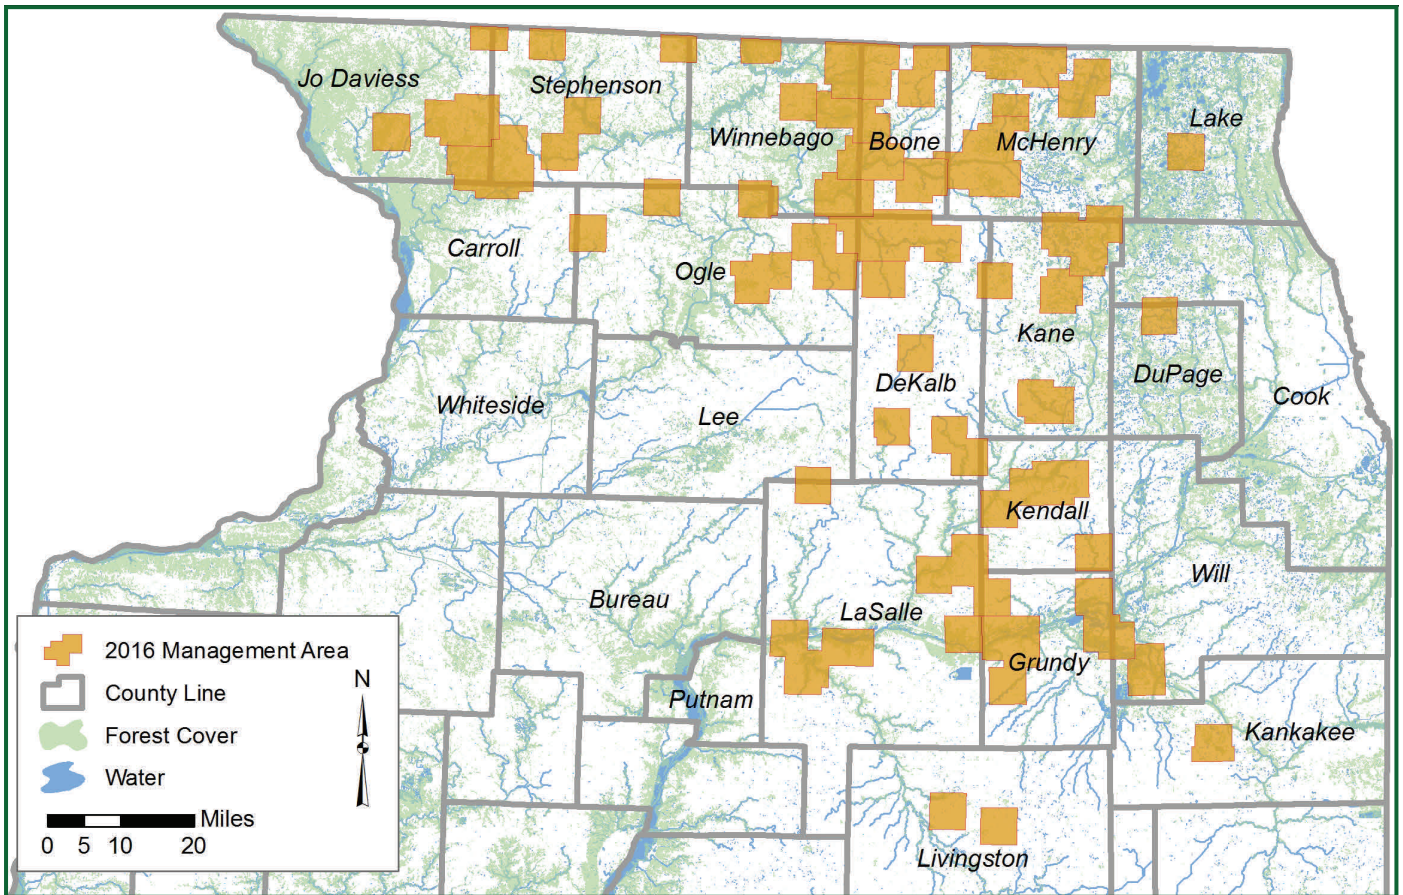 Jo Daviess
Stephenson
Winnebago
Boone
McHenry
Lake
Carroll
Ogle
Kane
DeKalb
DuPage
Cook
Whiteside
Lee
Kendall
Bureau
LaSalle
Will
Putnam
Grundy
Kankakee
Livingston
2016 Management Area
County Line
Forest Cover
Water
N
Miles
0 5 10 20